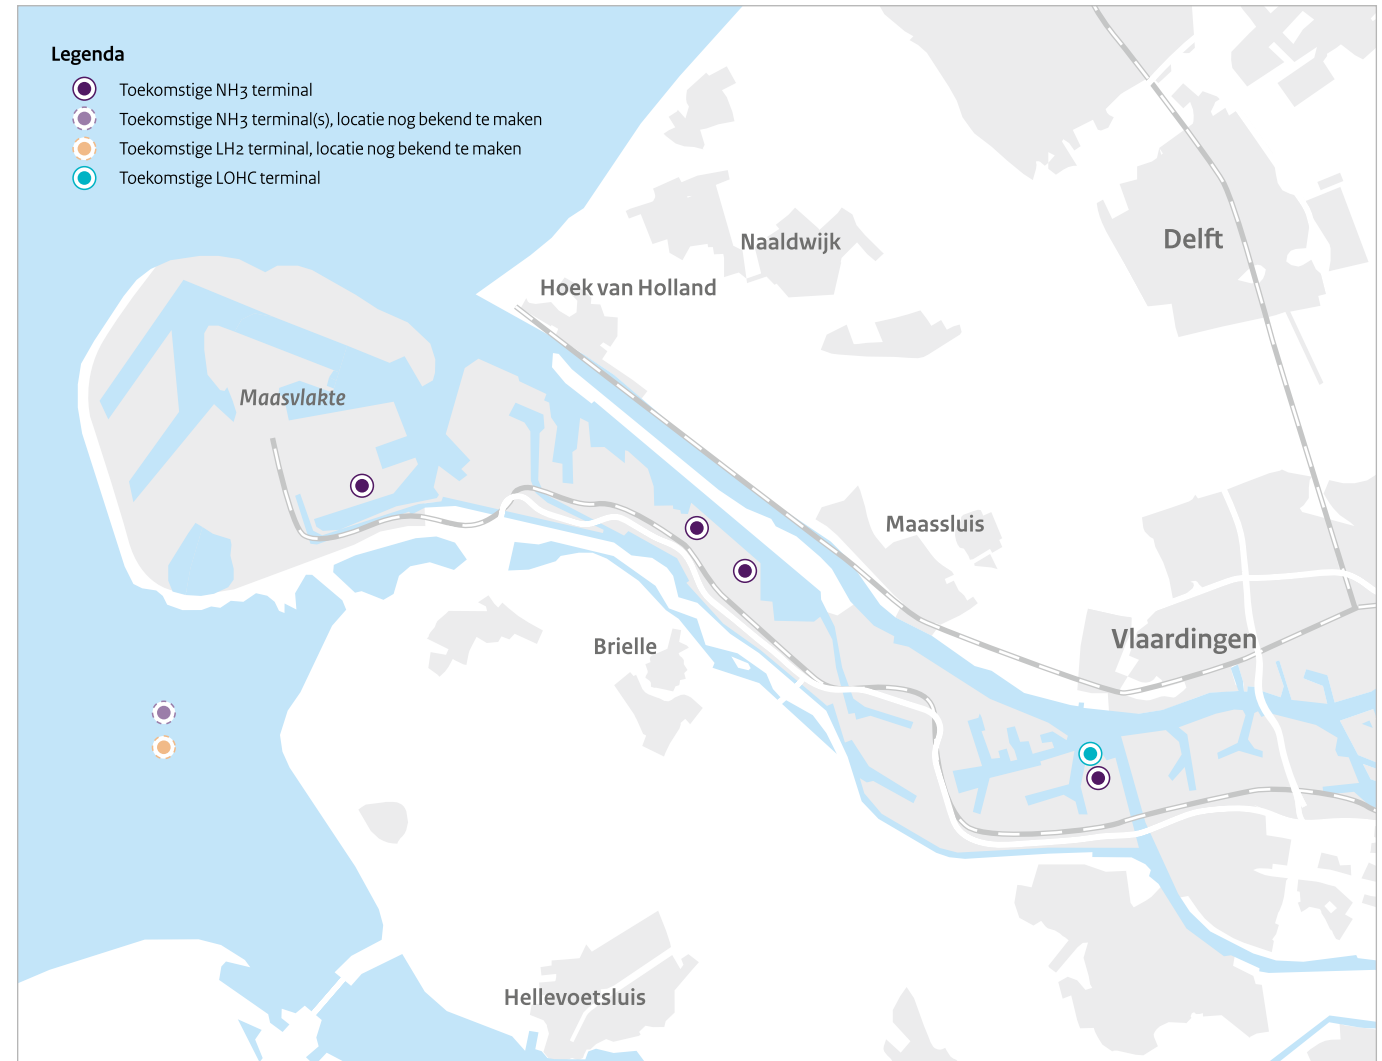 Legenda
Toekomstige NH3 terminal
Toekomstige NH3 terminal(s), locatie nog bekend te maken
Toekomstige LH2 terminal, locatie nog bekend te maken
Toekomstige LOHC terminal
Naaldwijk
Delft
Hoek van Holland
Maasvlakte
Maassluis
Vlaardingen
Brielle
Hellevoetsluis